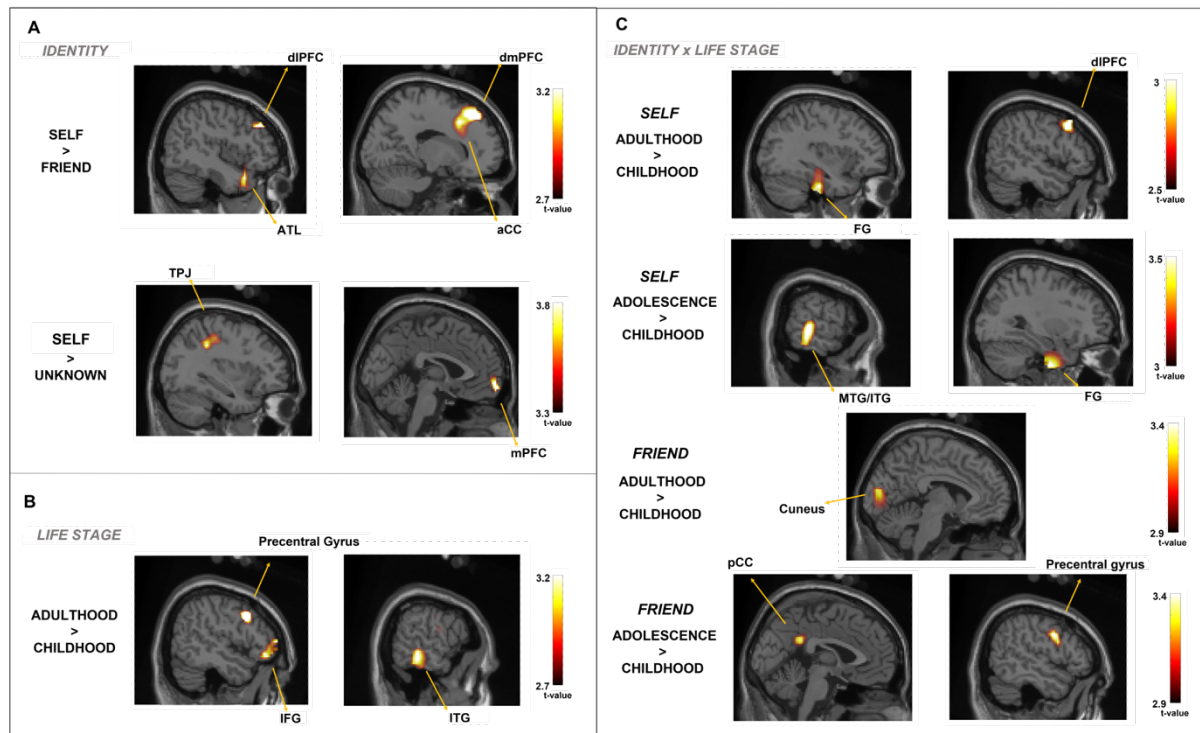 A
IDENTITY
dlPFC
dmPFC
SELF
>
FRIEND
3.2
2.7
t-value
ATL
aCC
TPJ
SELF
>
UNKNOWN
3.8
3.3
t-value
mPFC
B
LIFE STAGE
Precentral Gyrus
ADULTHOOD
>
CHILDHOOD
3.2
2.7
t-value
IFG
ITG
C
IDENTITY x LIFE STAGE
dlPFC
SELF
ADULTHOOD
>
CHILDHOOD
3
2.5
t-value
FG
SELF
ADOLESCENCE
>
CHILDHOOD
3.5
3
t-value
MTG/ITG
FG
FRIEND
ADULTHOOD
>
CHILDHOOD
Cuneus
3.4
2.9
t-value
pCC
Precentral gyrus
FRIEND
ADOLESCENCE
>
CHILDHOOD
3.4
2.9
t-value